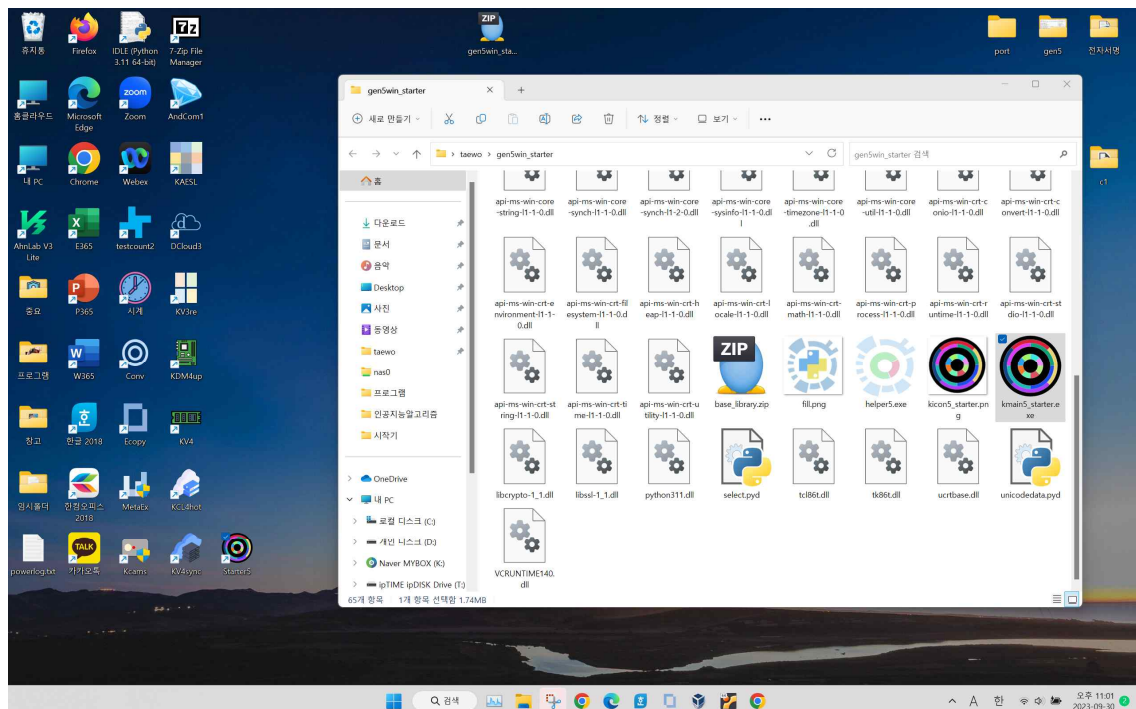 ZIP
gen5win_sta...
휴지통
Firefox
IDLE (Python
3.11 64-bit)
7z
7-Zip File
Manager
port
gen5
전자서명
홈클라우드
Microsoft
Edge
zoom
Zoom
AndCom1
내 PC
Chrome
Webex
KAESL
c1
AhnLab V3
Lite
E365
testcount2
DCloud3
중요
P365
시계
KV3re
프로그램
W365
Conv
KDM4up
창고
한글 2018
Ecopy
KV4
임시폴더
한컴오피스
2018
MetaEx
KCL4hot
powerlog.txt
TALK
카카오톡
Kcams
KV4sync
Starter5
gen5win_starter
새로 만들기
정렬
보기
taewo
gen5win_starter
gen5win_starter 검색
홈
다운로드
문서
음악
Desktop
사진
동영상
taewo
nas0
프로그램
인공지능알고리즘
시작기
OneDrive
내 PC
로컬 디스크 (C:)
개인 디스크 (D:)
Naver MYBOX (K:)
ipTIME ipDISK Drive (T:)
api-ms-win-core
-string-l1-1-0.dll
api-ms-win-core
-synch-l1-1-0.dll
api-ms-win-core
-synch-l1-2-0.dll
api-ms-win-core
-sysinfo-l1-1-0.dl
l
api-ms-win-core
-timezone-l1-1-0
.dll
api-ms-win-core
-util-l1-1-0.dll
api-ms-win-crt-c
onio-l1-1-0.dll
api-ms-win-crt-c
onvert-l1-1-0.dll
api-ms-win-crt-e
nvironment-l1-1-
0.dll
api-ms-win-crt-fil
esystem-l1-1-0.d
ll
api-ms-win-crt-h
eap-l1-1-0.dll
api-ms-win-crt-l
ocale-l1-1-0.dll
api-ms-win-crt-
math-l1-1-0.dll
api-ms-win-crt-p
rocess-l1-1-0.dll
api-ms-win-crt-r
untime-l1-1-0.dll
api-ms-win-crt-st
dio-l1-1-0.dll
api-ms-win-crt-st
ring-l1-1-0.dll
api-ms-win-crt-ti
me-l1-1-0.dll
api-ms-win-crt-u
tility-l1-1-0.dll
ZIP
base_library.zip
fill.png
helper5.exe
kicon5_starter.pn
g
kmain5_starter.e
xe
libcrypto-1_1.dll
libssl-1_1.dll
python311.dll
select.pyd
tcl86t.dll
tk86t.dll
ucrtbase.dll
unicodedata.pyd
VCRUNTIME140.
dll
65개 항목
1개 항목 선택함 1.74MB
검색
A
한
오후 11:01
2023-09-30
2